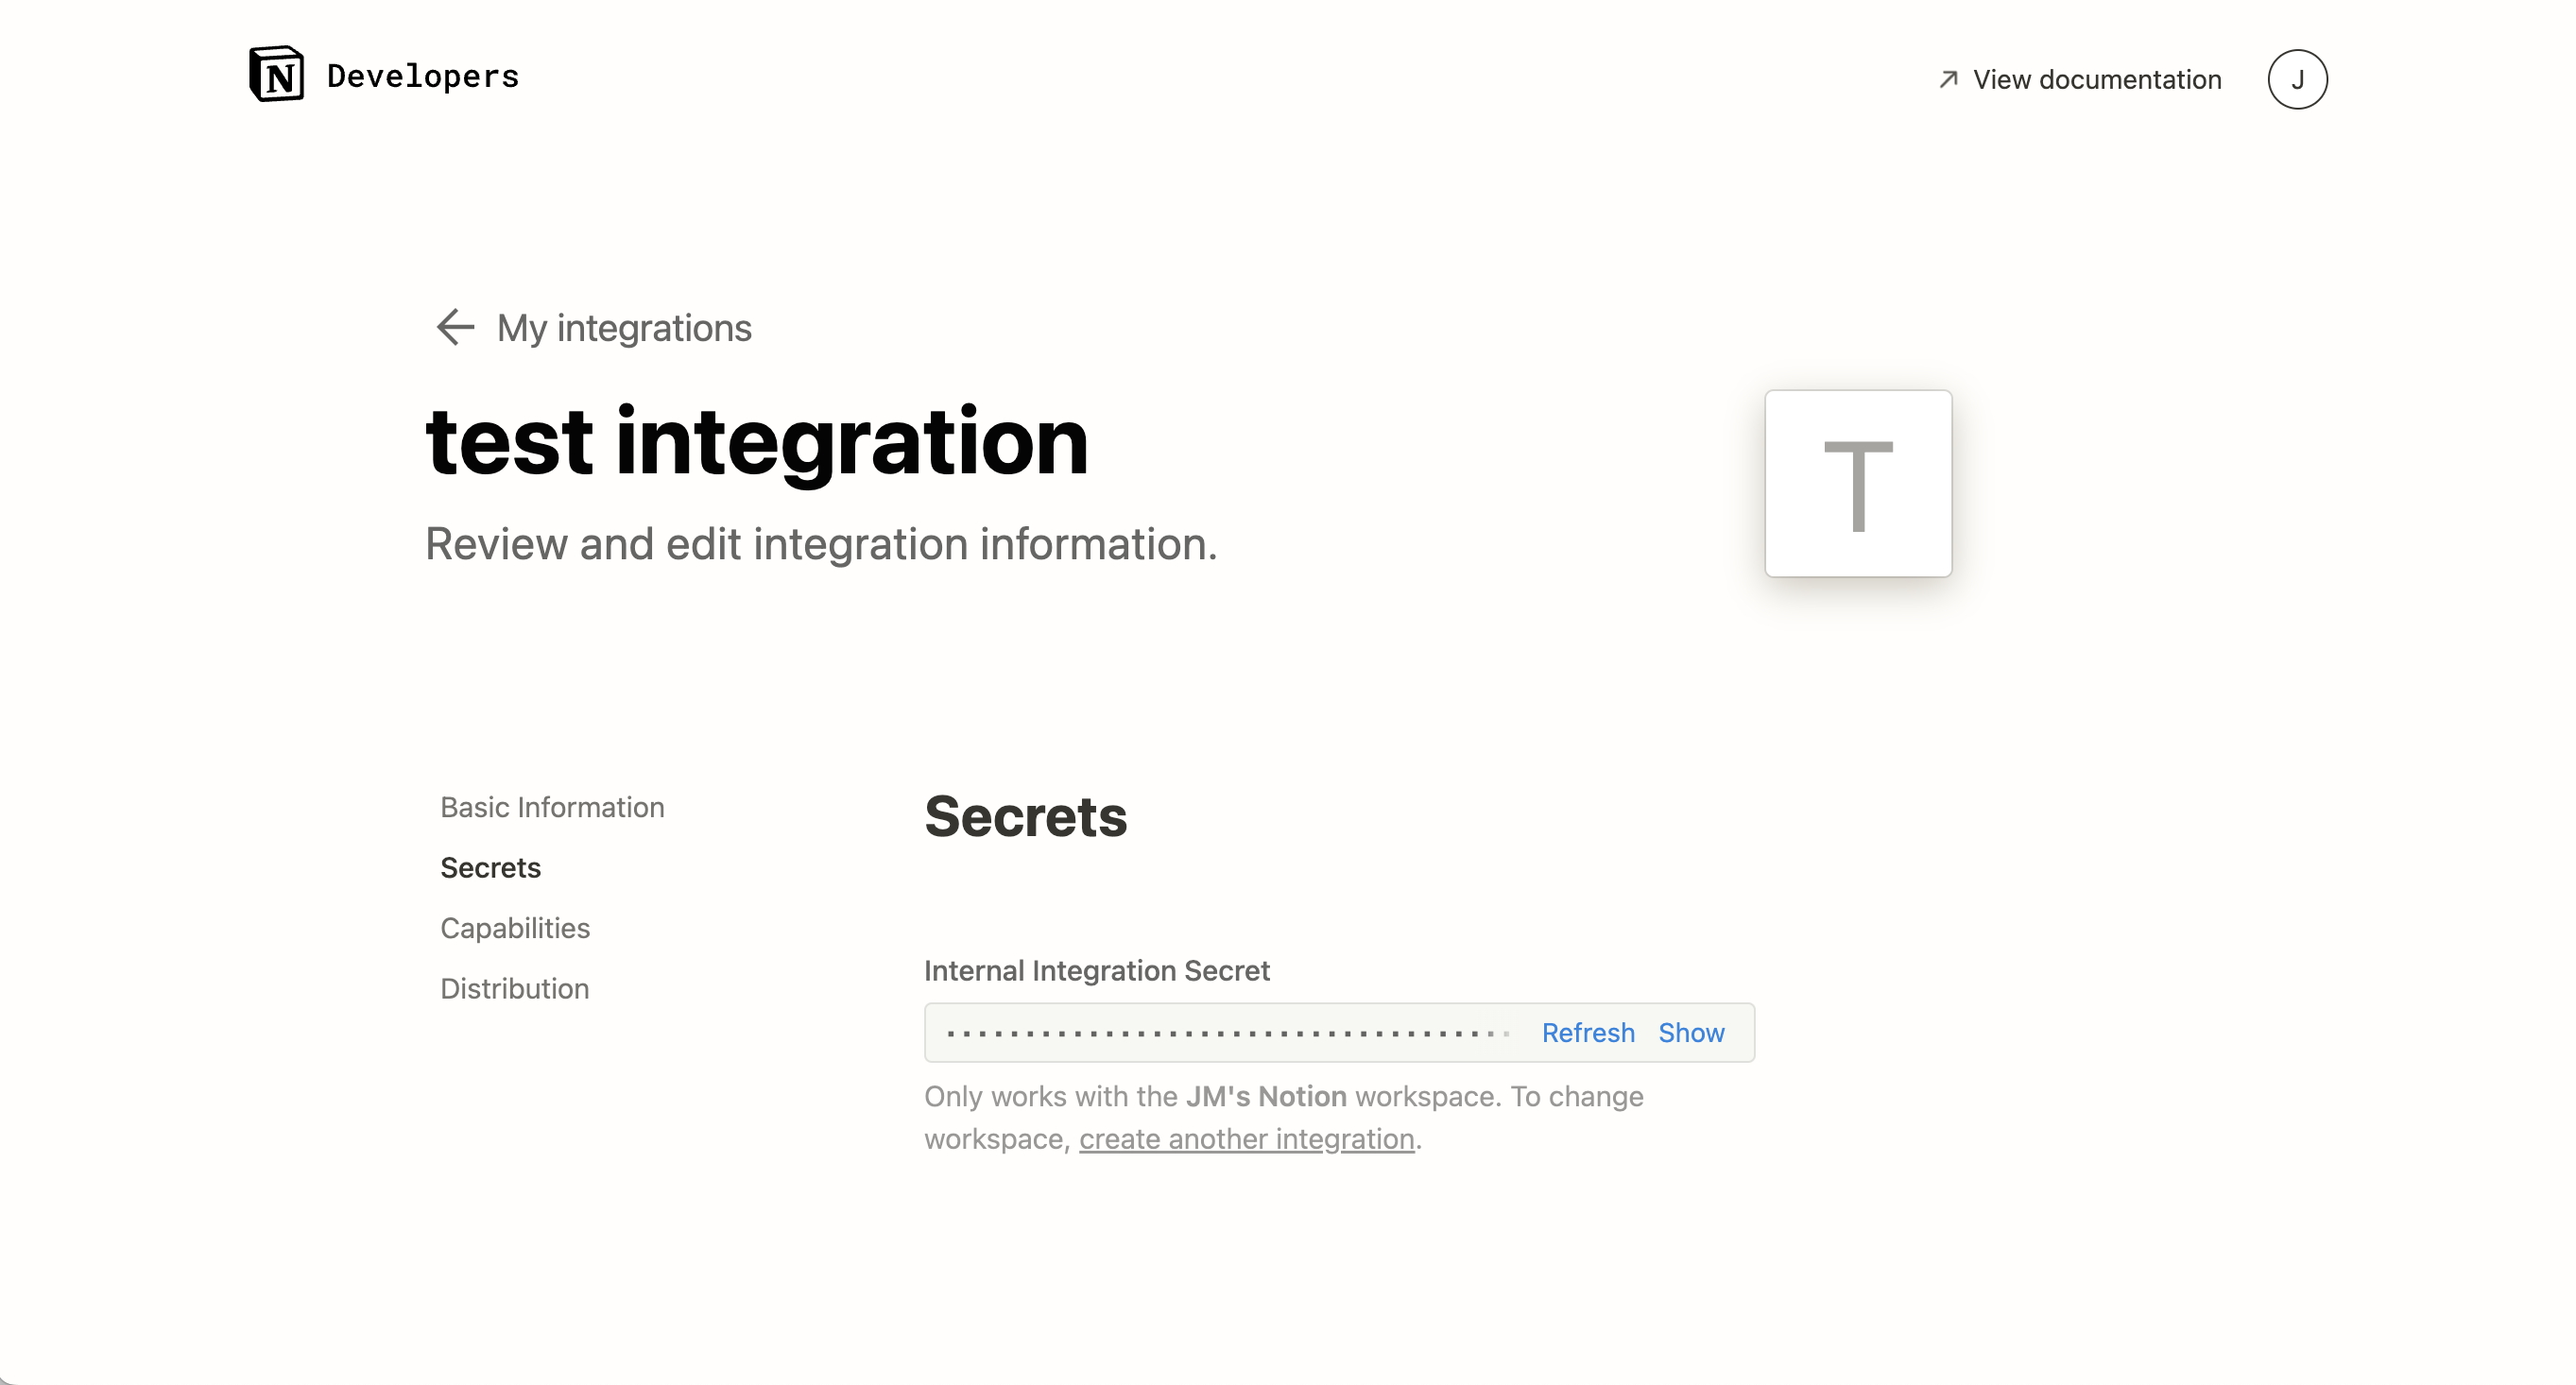 N Developers
View documentation
J
My integrations
test integration
T
Review and edit integration information.
Basic Information
Secrets
Capabilities
Distribution
Secrets
Internal Integration Secret
Refresh Show
Only works with the JM's Notion workspace. To change
workspace, create another integration.